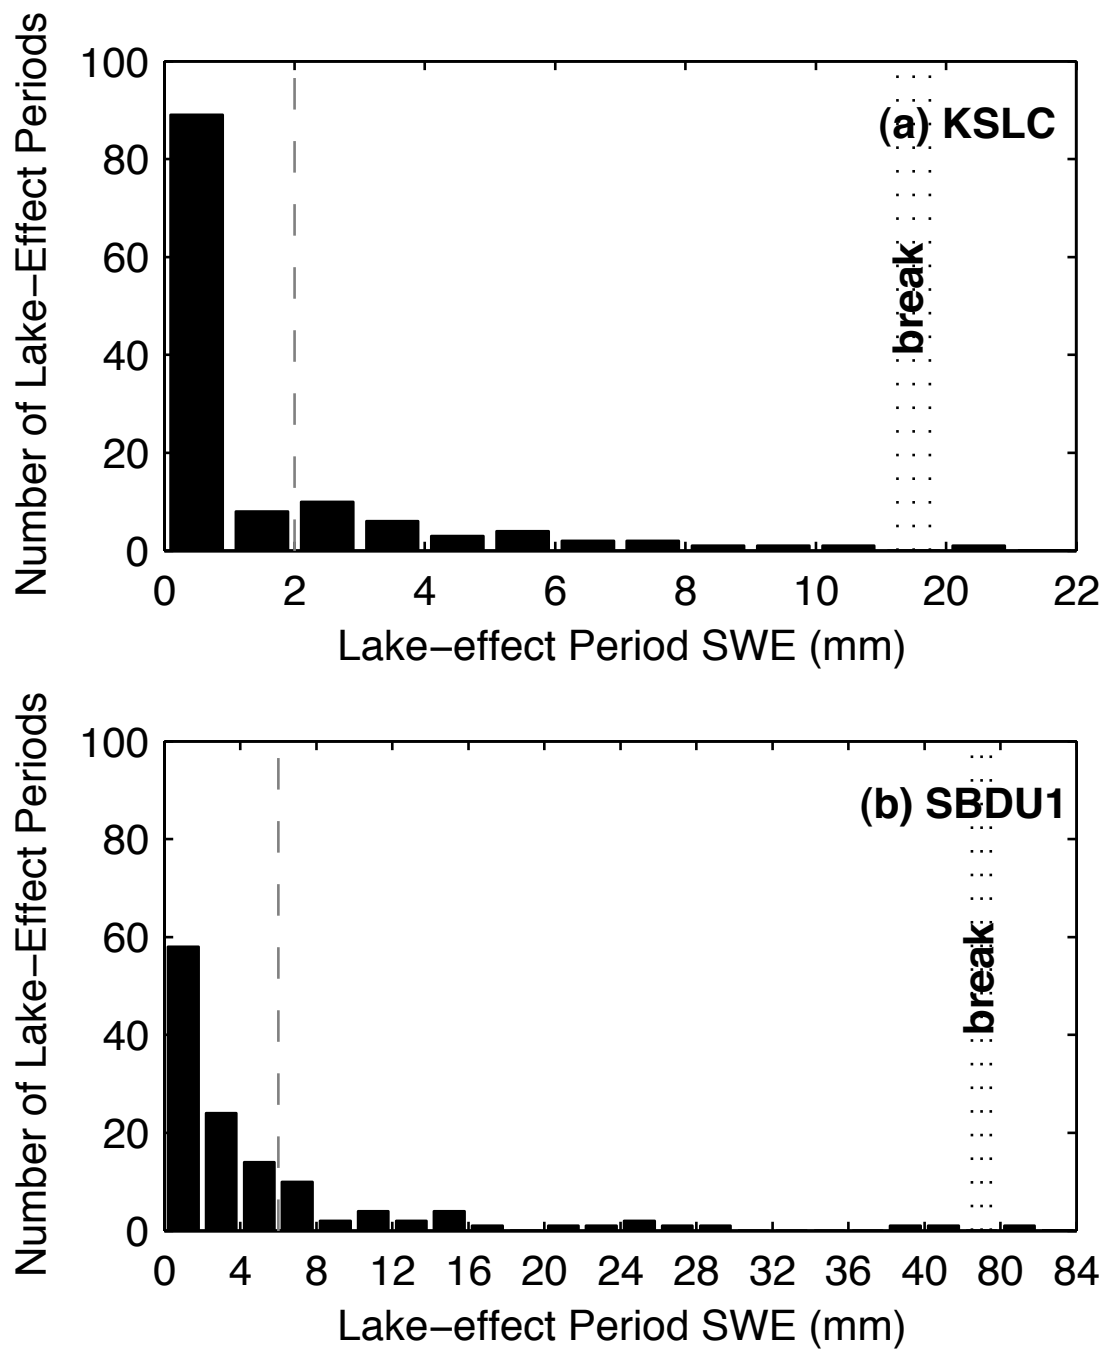 Number of Lake–Effect Periods
100
80
60
40
20
0
(a) KSLC
break
0 2 4 6 8 10 20 22
Lake–effect Period SWE (mm)
Number of Lake–Effect Periods
100
80
60
40
20
0
(b) SBDU1
break
0 4 8 12 16 20 24 28 32 36 40 80 84
Lake–effect Period SWE (mm)